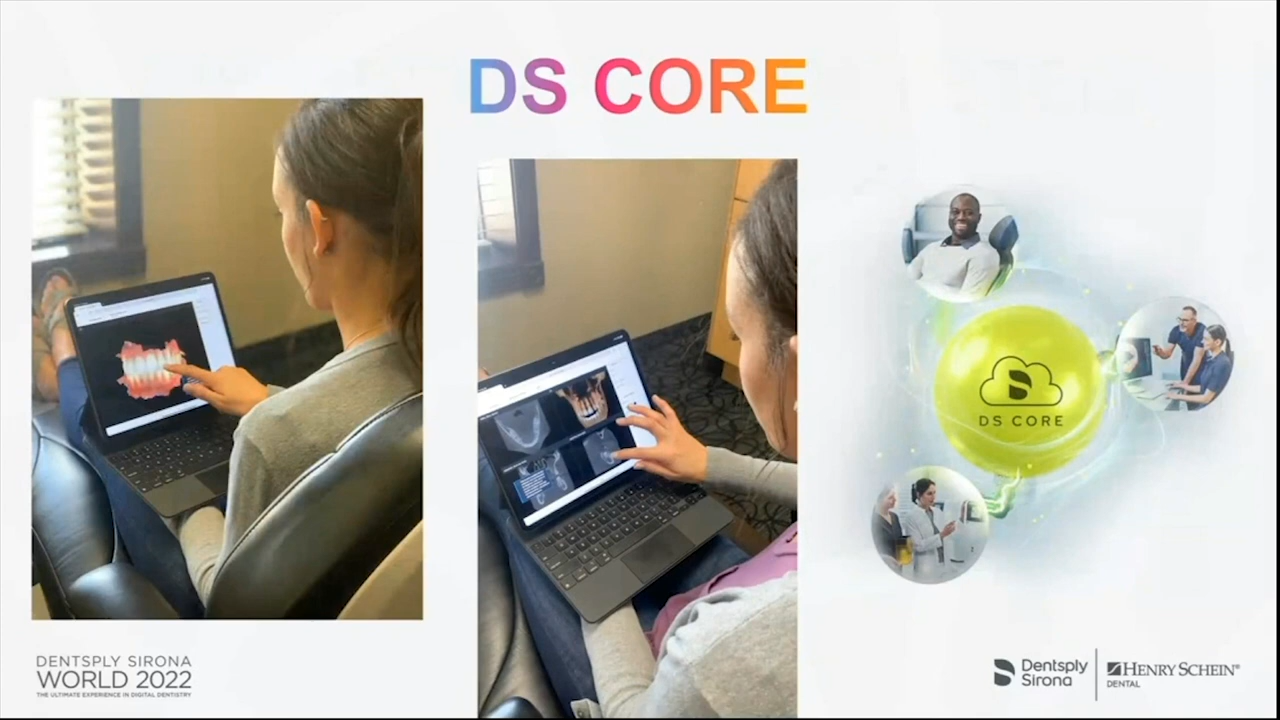 DS CORE
DS CORE
DENTSPLY SIRONA
WORLD 2022
THE ULTIMATE EXPERIENCE IN DIGITAL DENTISTRY
Dentsply
Sirona
HENRY SCHEIN®
DENTAL